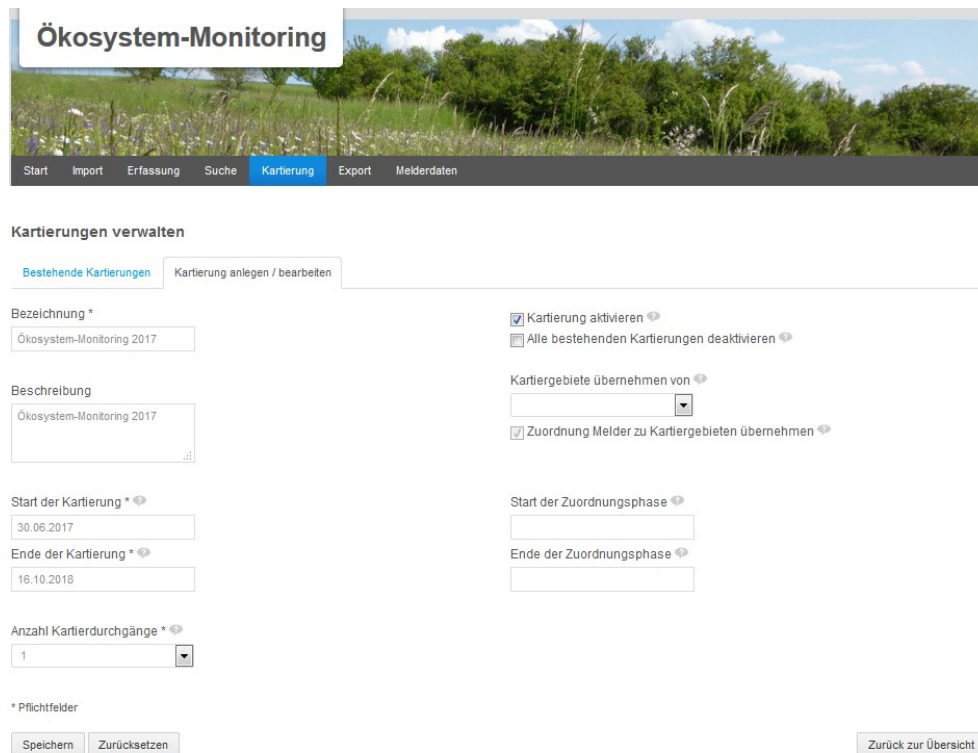 Ökosystem-Monitoring
Start Import Erfassung Suche Kartierung Export Melderdaten
Kartierungen verwalten
Bestehende Kartierungen Kartierung anlegen / bearbeiten
Bezeichnung *
Ökosystem-Monitoring 2017
Kartierung aktivieren
Alle bestehenden Kartierungen deaktivieren
Beschreibung
Ökosystem-Monitoring 2017
Kartiergebiete übernehmen von
Zuordnung Melder zu Kartiergebieten übernehmen
Start der Kartierung *
30.06.2017
Ende der Kartierung *
16.10.2018
Start der Zuordnungsphase
Ende der Zuordnungsphase
Anzahl Kartierdurchgänge *
1
* Pflichtfelder
Speichern Zurücksetzen Zurück zur Übersicht